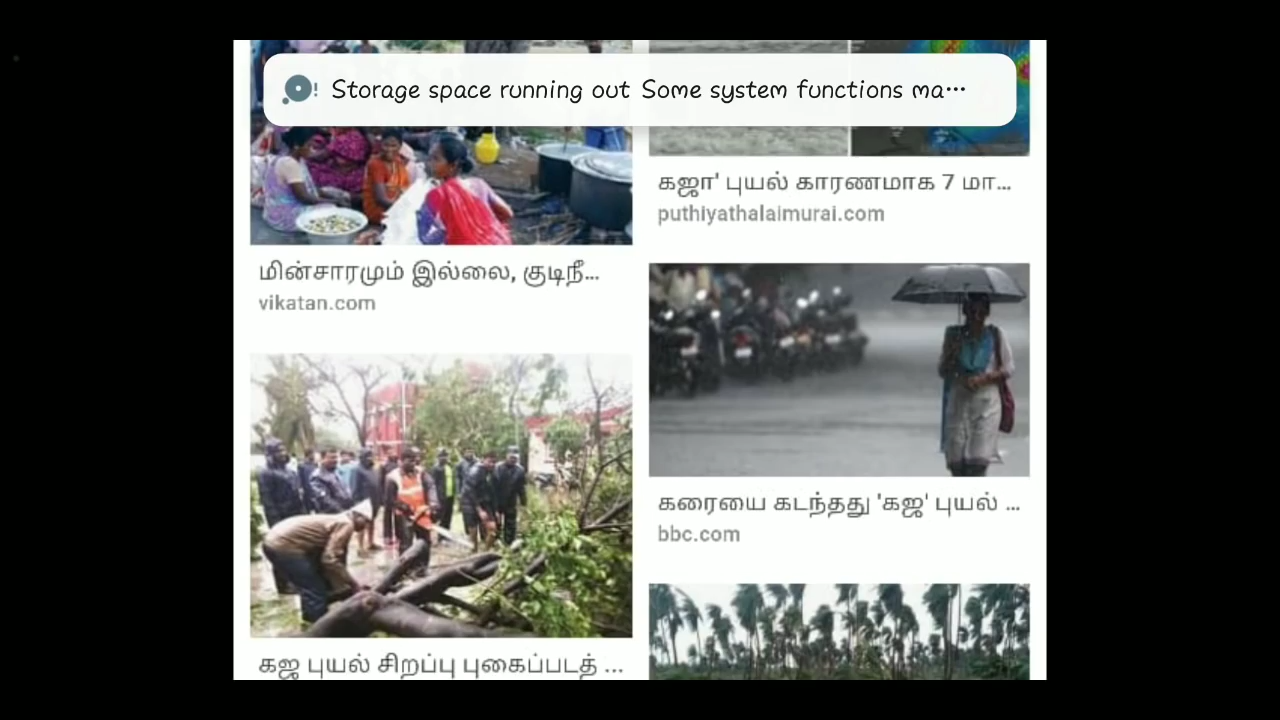 Storage space running out Some system functions ma…
மின்சாரமும் இல்லை, குடிநீ...
vikatan.com
கஜ புயல் சிறப்பு புகைப்படத் ...
கஜா' புயல் காரணமாக 7 மா...
puthiyathalaimurai.com
கரையை கடந்தது 'கஜ' புயல் ...
bbc.com